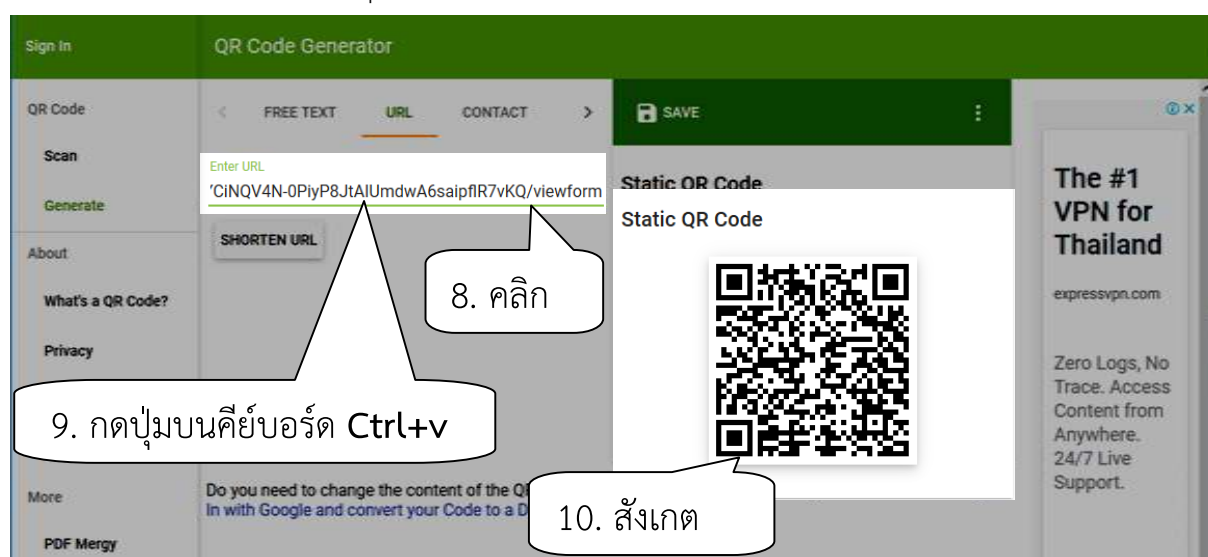 Sign In
QR Code Generator
QR Code
Scan
Generate
About
What's a QR Code?
Privacy
More
PDF Mergy
FREE TEXT
URL
CONTACT
Enter URL
'CiNQV4N-0PiyP8JtAlUmdwA6saipflR7vKQ/viewform
SHORTEN URL
8. คลิก
9. กดปุ่มบนคีย์บอร์ด Ctrl+v
Do you need to change the content of the Q
In with Google and convert your Code to a D
SAVE
Static QR Code
Static QR Code
10. สังเกต
The #1
VPN for
Thailand
expressvpn.com
Zero Logs, No
Trace. Access
Content from
Anywhere.
24/7 Live
Support.